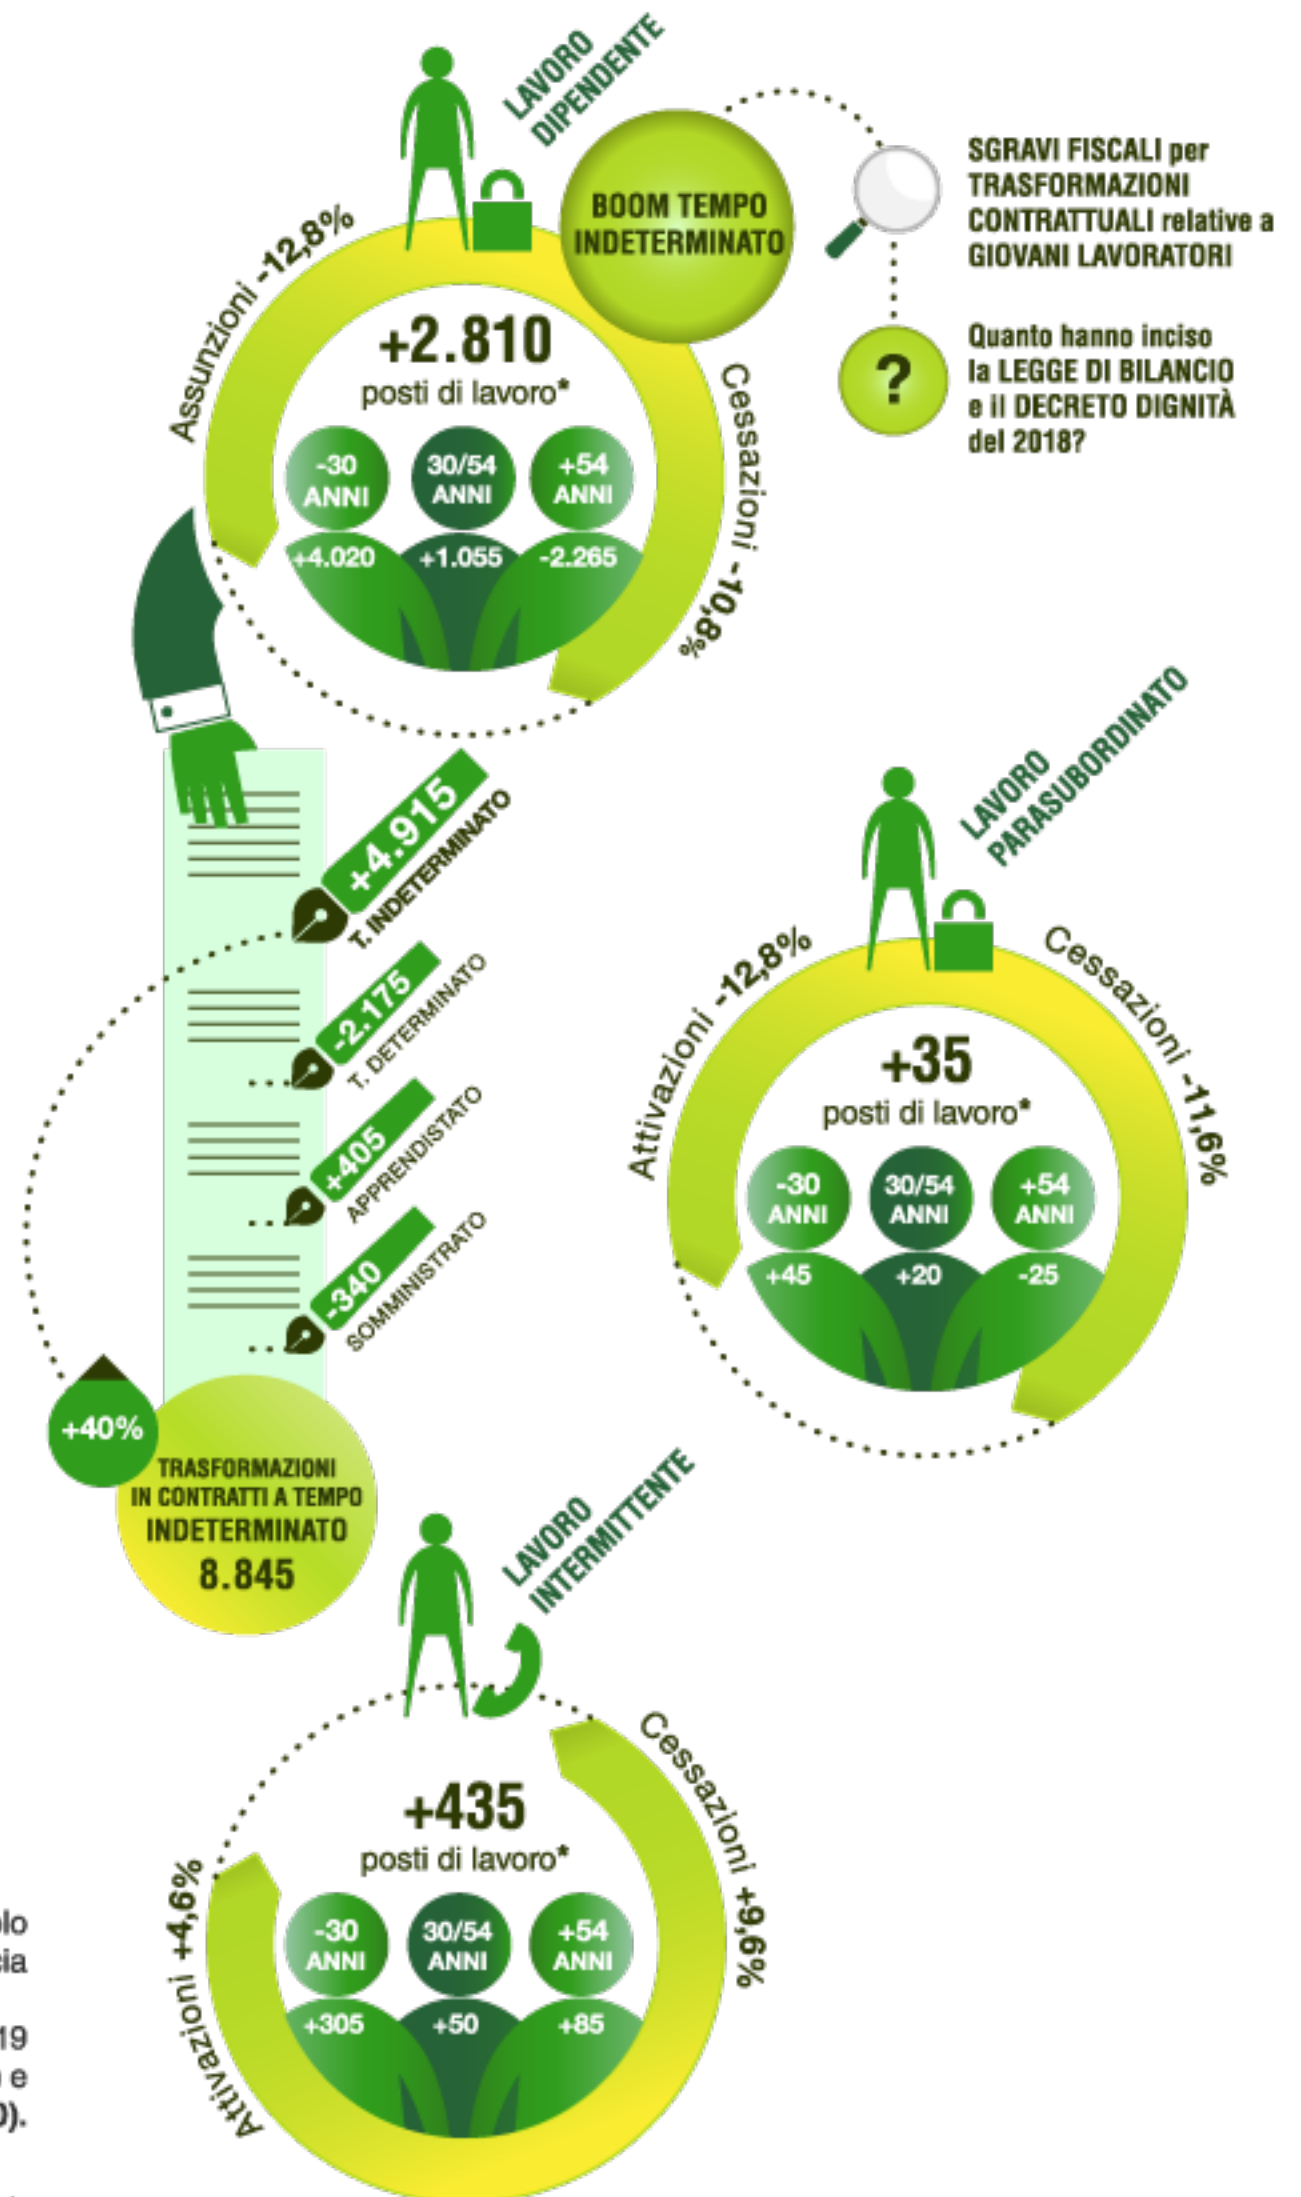 LAVORO
DIPENDENTE
BOOM TEMPO
INDETERMINATO
SGRAVI FISCALI per
TRASFORMAZIONI
CONTRATTUALI relative a
GIOVANI LAVORATORI
?
Quanto hanno inciso
la LEGGE DI BILANCIO
e il DECRETO DIGNITÀ
del 2018?
Assunzioni -12,8%
Cessazioni -10,8%
+2.810
posti di lavoro*
-30
ANNI
30/54
ANNI
+54
ANNI
+4.020
+1.055
-2.265
+4.915
T. INDETERMINATO
-2.175
T. DETERMINATO
+405
APPRENDISTATO
-340
SOMMINISTRATO
+40%
TRASFORMAZIONI
IN CONTRATTI A TEMPO
INDETERMINATO
8.845
LAVORO
PARASUBORDINATO
Attivazioni -12,8%
Cessazioni -11,6%
+35
posti di lavoro*
-30
ANNI
30/54
ANNI
+54
ANNI
+45
+20
-25
LAVORO
INTERMITTENTE
Attivazioni +4,6%
Cessazioni +9,6%
+435
posti di lavoro*
-30
ANNI
30/54
ANNI
+54
ANNI
+305
+50
+85
19
e